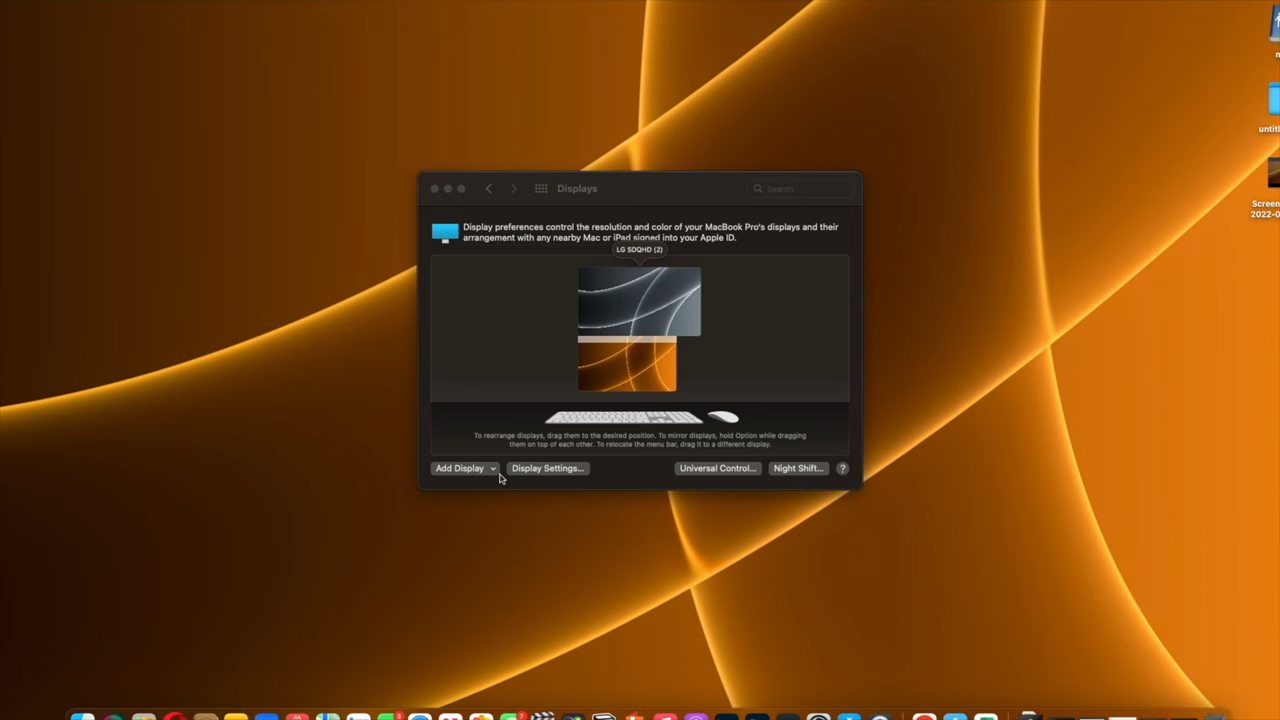 Displays
Search
Display preferences control the resolution and color of your MacBook Pro's displays and their
arrangement with any nearby Mac or iPad signed into your Apple ID.
LG SDQHD (2)
To rearrange displays, drag them to the desired position. To mirror displays, hold Option while dragging
them on top of each other. To relocate the menu bar, drag it to a different display.
Add Display
Display Settings...
Universal Control...
Night Shift...
?
untitl
Screen
2022-0